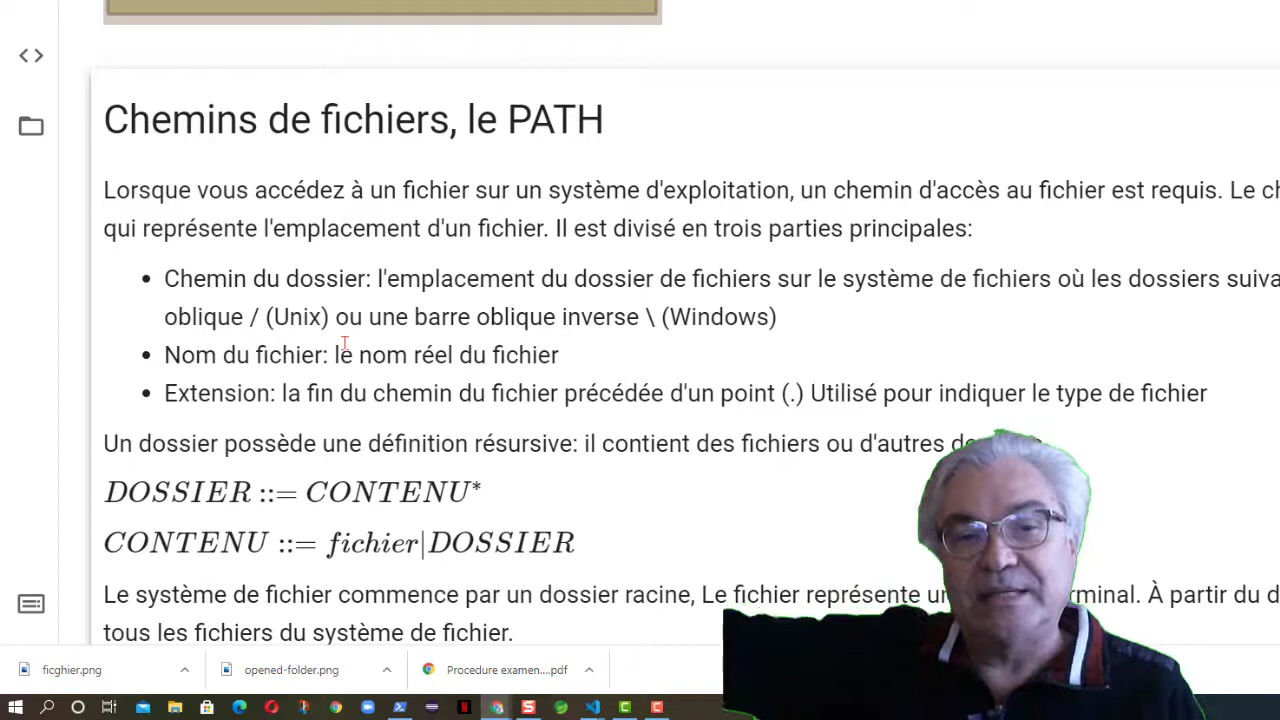 Chemins de fichiers, le PATH
Lorsque vous accédez à un fichier sur un système d'exploitation, un chemin d'accès au fichier est requis. Le
qui représente l'emplacement d'un fichier. Il est divisé en trois parties principales:
• Chemin du dossier: l'emplacement du dossier de fichiers sur le système de fichiers où les dossiers
oblique / (Unix) ou une barre oblique inverse \ (Windows)
• Nom du fichier: le nom réel du fichier
• Extension: la fin du chemin du fichier précédée d'un point (.) Utilisé pour indiquer le type de fichier
Un dossier possède une définition résursive: il contient des fichiers ou d'autres
DOSSIER ::= CONTENU*
CONTENU ::= fichier|DOSSIER
Le système de fichier commence par un dossier racine, Le fichier représente À partir du
tous les fichiers du système de fichier.
ficghier.png
opened-folder.png
Procedure examen....pdf